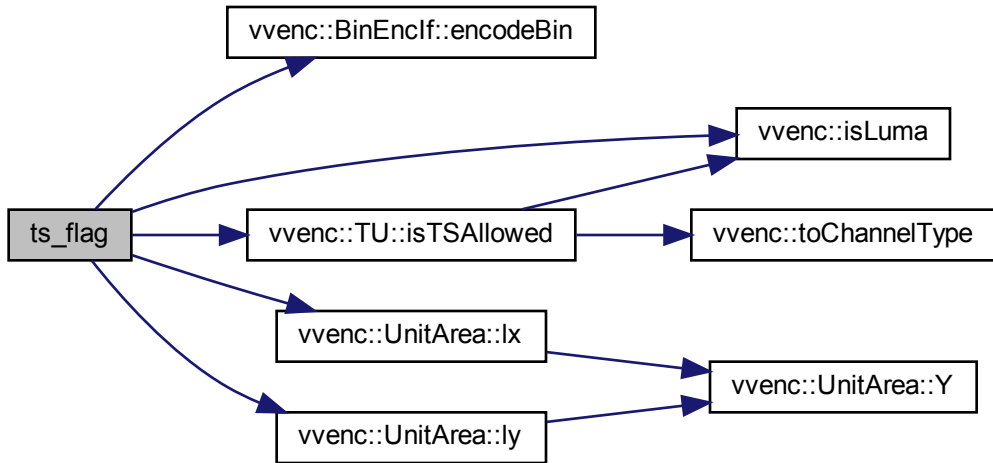 vvenc::BinEncIf::encodeBin
vvenc::isLuma
ts_flag
vvenc::TU::isTSAllowed
vvenc::toChannelType
vvenc::UnitArea::lx
vvenc::UnitArea::Y
vvenc::UnitArea::ly